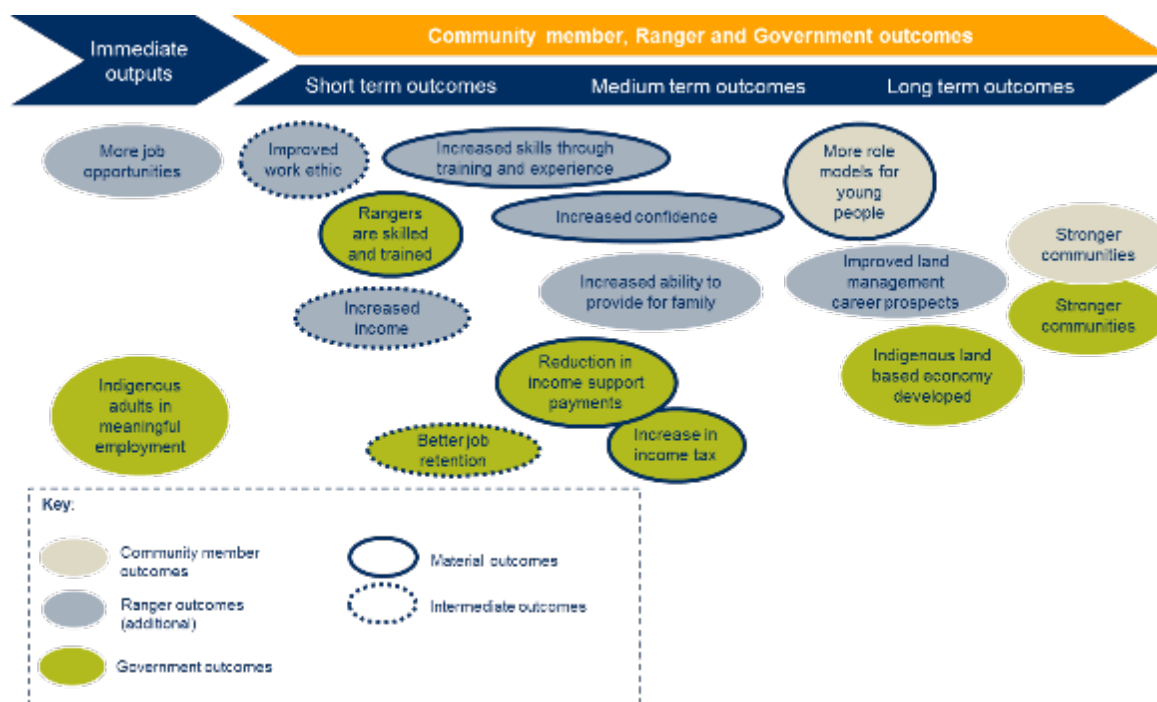 Immediate
outputs
Community member, Ranger and Government outcomes
Short term outcomes
Medium term outcomes
Long term outcomes
More job
opportunities
Improved
work ethic
Increased skills through
training and experience
More role
models for
young
people
Rangers
are skilled
and trained
Increased confidence
Stronger
communities
Increased
income
Increased ability to
provide for family
Improved land
management
career prospects
Stronger
communities
Indigenous
adults in
meaningful
employment
Reduction in
income support
payments
Indigenous land
based economy
developed
Better job
retention
Increase in
income tax
Key:
Community member
outcomes
Material outcomes
Ranger outcomes
(additional)
Intermediate outcomes
Government outcomes